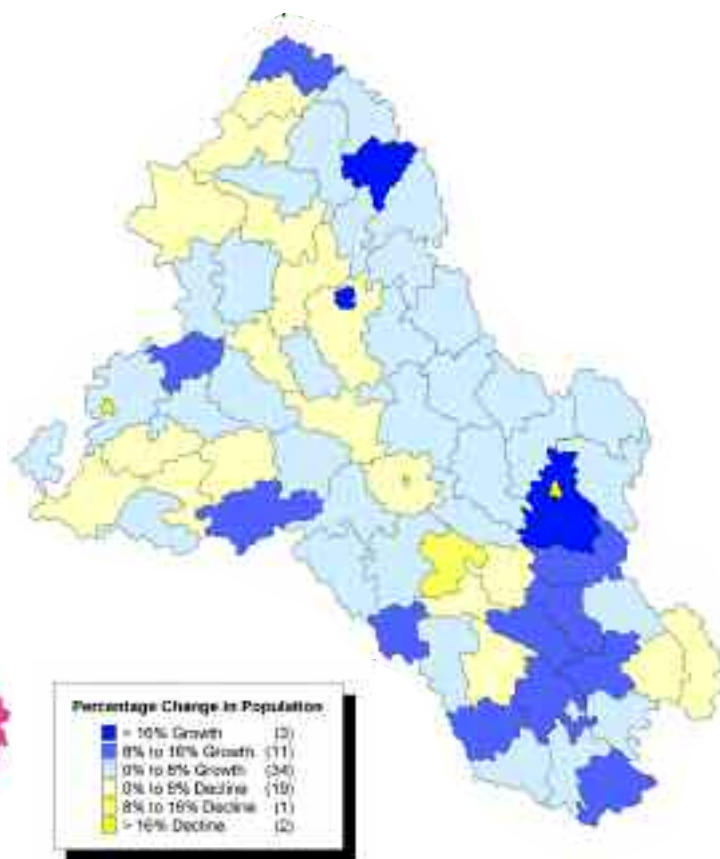 Percentage Change in Population
> 16% Growth (3)
8% to 16% Growth (11)
0% to 8% Growth (34)
0% to 8% Decline (19)
8% to 16% Decline (1)
> 16% Decline (2)